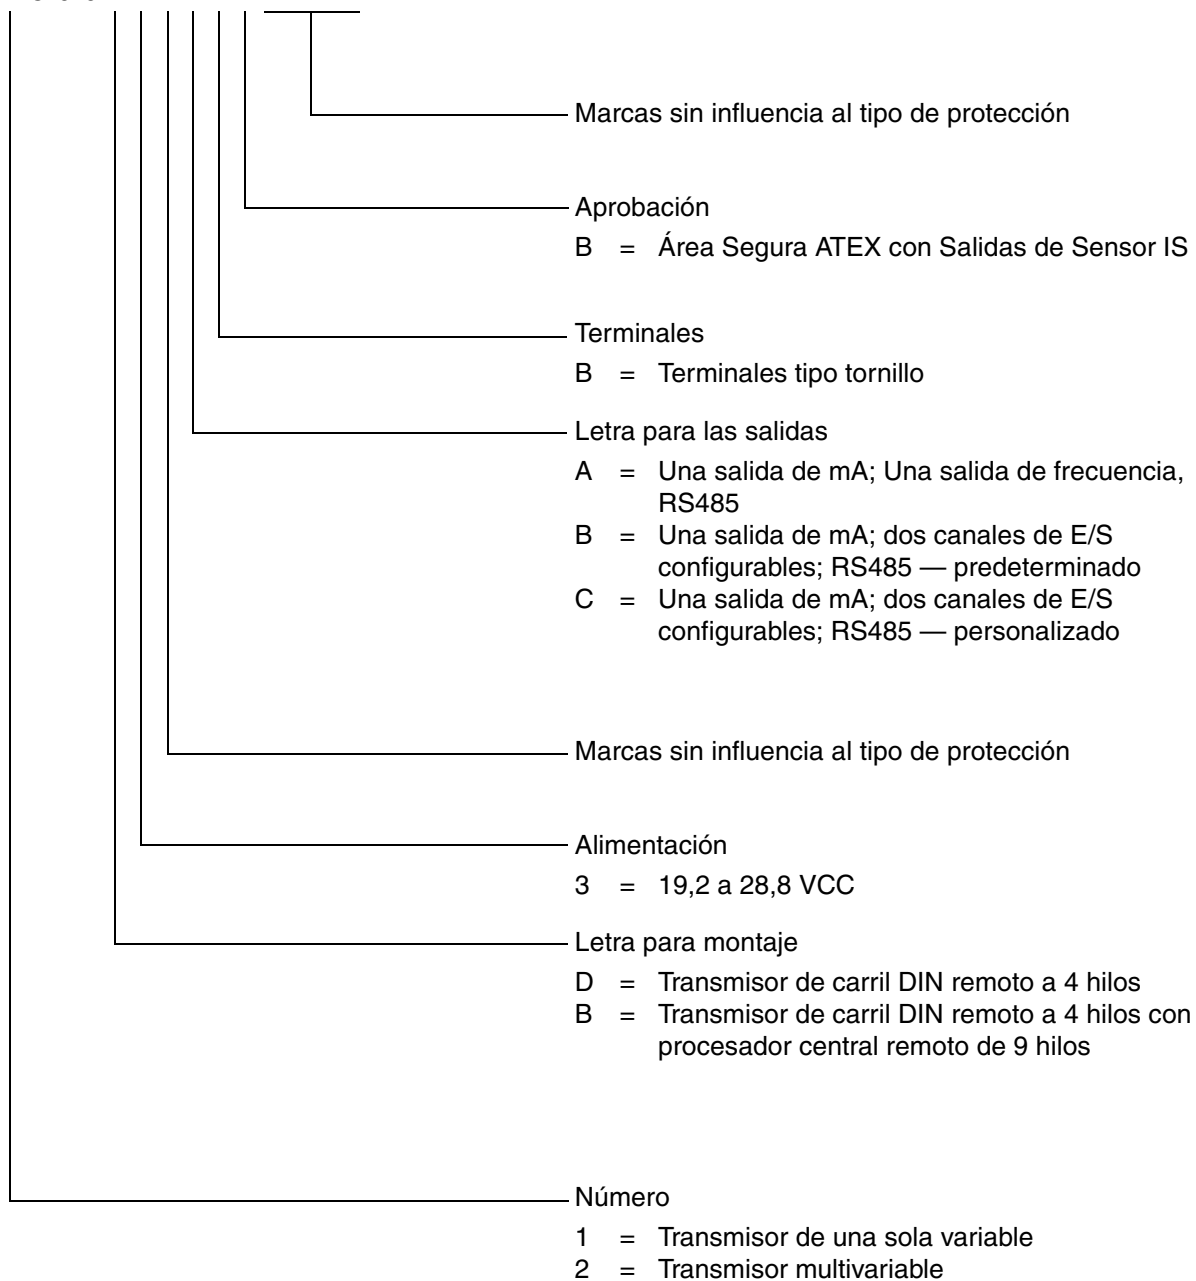 Marcas sin influencia al tipo de protección
Aprobación
B = Área Segura ATEX con Salidas de Sensor IS
Terminales
B = Terminales tipo tornillo
Letra para las salidas
A = Una salida de mA; Una salida de frecuencia,
RS485
B = Una salida de mA; dos canales de E/S
configurables; RS485 — predeterminado
C = Una salida de mA; dos canales de E/S
configurables; RS485 — personalizado
Marcas sin influencia al tipo de protección
Alimentación
3 = 19,2 a 28,8 VCC
Letra para montaje
D = Transmisor de carril DIN remoto a 4 hilos
B = Transmisor de carril DIN remoto a 4 hilos con
procesador central remoto de 9 hilos
Número
1 = Transmisor de una sola variable
2 = Transmisor multivariable